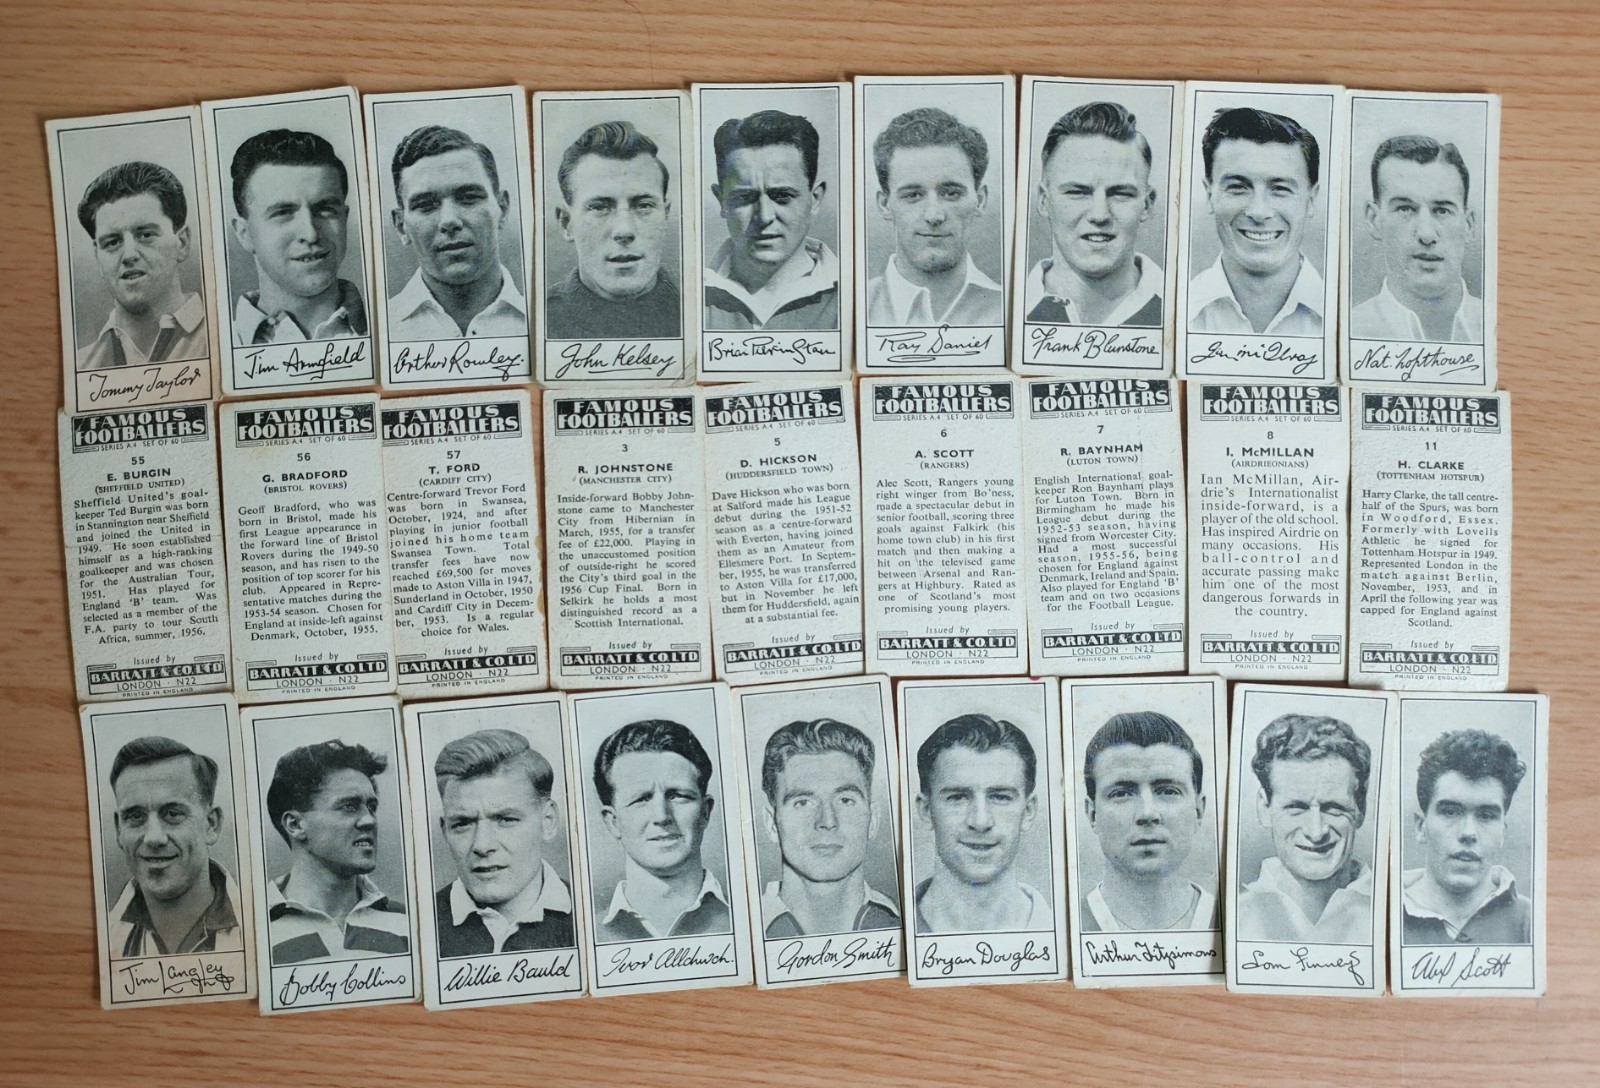 Tommy Taylor
Jim Armfield
Arthur Rowley.
John Kelsey
Brian Pilkington
Ray Daniel
Frank Blunstone
Jimmy McIlroy
Nat. Lofthouse
FAMOUS
FOOTBALLERS
SERIES A.4 SET OF 60
55
E. BURGIN
(SHEFFIELD UNITED)
Sheffield United's goal-
keeper Ted Burgin was born
in Stannington near Sheffield
and joined the United in
1949. He soon established
himself as a high-ranking
goalkeeper and was chosen
for the Australian Tour,
1951. Has played for
England 'B' team. Was
selected as a member of the
F.A. party to tour South
Africa, summer, 1956.
Issued by
BARRATT & CO. LTD
LONDON · N22
PRINTED IN ENGLAND
FAMOUS
FOOTBALLERS
SERIES A.4 SET OF 60
56
G. BRADFORD
(BRISTOL ROVERS)
Geoff Bradford, who was
born in Bristol, made his
first League appearance in
the forward line of Bristol
Rovers during the 1949-50
season, and has risen to the
position of top scorer for his
club. Appeared in Repre-
sentative matches during the
1953-54 season. Chosen for
England at inside-left against
Denmark, October, 1955.
Issued by
BARRATT & CO. LTD
LONDON · N22
PRINTED IN ENGLAND
FAMOUS
FOOTBALLERS
SERIES A.4 SET OF 60
57
T. FORD
(CARDIFF CITY)
Centre-forward Trevor Ford
was born in Swansea,
October, 1924, and after
playing in junior football
joined his home team
Swansea Town. Total
transfer fees have now
reached £69,500 for moves
made to Aston Villa in 1947,
Sunderland in October, 1950
and Cardiff City in Decem-
ber, 1953. Is a regular
choice for Wales.
Issued by
BARRATT & CO. LTD
LONDON · N22
PRINTED IN ENGLAND
FAMOUS
FOOTBALLERS
SERIES A.4 SET OF 60
3
R. JOHNSTONE
(MANCHESTER CITY)
Inside-forward Bobby John-
stone came to Manchester
City from Hibernian in
March, 1955, for a transfer
fee of £22,000. Playing in
the unaccustomed position
of outside-right he scored
the City's third goal in the
1956 Cup Final. Born in
Selkirk he holds a most
distinguished record as a
Scottish International.
Issued by
BARRATT & CO. LTD
LONDON · N22
PRINTED IN ENGLAND
FAMOUS
FOOTBALLERS
SERIES A.4 SET OF 60
5
D. HICKSON
(HUDDERSFIELD TOWN)
Dave Hickson who was born
at Salford made his League
debut during the 1951-52
season as a centre-forward
with Everton, having joined
them as an Amateur from
Ellesmere Port. In Septem-
ber, 1955, he was transferred
to Aston Villa for £17,000,
but in November he left
them for Huddersfield, again
at a substantial fee.
Issued by
BARRATT & CO. LTD
LONDON · N22
PRINTED IN ENGLAND
FAMOUS
FOOTBALLERS
SERIES A.4 SET OF 60
6
A. SCOTT
(RANGERS)
Alec Scott, Rangers young
right winger from Bo'ness,
made a spectacular debut in
senior football, scoring three
goals against Falkirk (his
home town club) in his first
match and then making a
hit on the televised game
between Arsenal and Ran-
gers at Highbury. Rated as
one of Scotland's most
promising young players.
Issued by
BARRATT & CO. LTD
LONDON · N22
PRINTED IN ENGLAND
FAMOUS
FOOTBALLERS
SERIES A.4 SET OF 60
7
R. BAYNHAM
(LUTON TOWN)
English International goal-
keeper Ron Baynham plays
for Luton Town. Born in
Birmingham he made his
League debut during the
1952-53 season, having
signed from Worcester City.
Had a most successful
season, 1955-56, being
chosen for England against
Denmark, Ireland and Spain.
Also played for England 'B'
team and on two occasions
for the Football League.
Issued by
BARRATT & CO. LTD
LONDON · N22
PRINTED IN ENGLAND
FAMOUS
FOOTBALLERS
SERIES A.4 SET OF 60
8
I. McMILLAN
(AIRDRIEONIANS)
Ian McMillan, Air-
drie's Internationalist
inside-forward, is a
player of the old school.
Has inspired Airdrie on
many occasions. His
ball-control and
accurate passing make
him one of the most
dangerous forwards in
the country.
Issued by
BARRATT & CO. LTD
LONDON · N22
PRINTED IN ENGLAND
FAMOUS
FOOTBALLERS
SERIES A.4 SET OF 60
11
H. CLARKE
(TOTTENHAM HOTSPUR)
Harry Clarke, the tall centre-
half of the Spurs, was born
in Woodford, Essex.
Formerly with Lovells
Athletic he signed for
Tottenham Hotspur in 1949.
Represented London in the
match against Berlin,
November, 1953, and in
April the following year was
capped for England against
Scotland.
Issued by
BARRATT & CO. LTD
LONDON · N22
PRINTED IN ENGLAND
Jim Langley
Bobby Collins
Willie Bauld
Ivor Allchurch.
Gordon Smith
Bryan Douglas
Arthur Fitzsimons
Tom Finney
Alex Scott